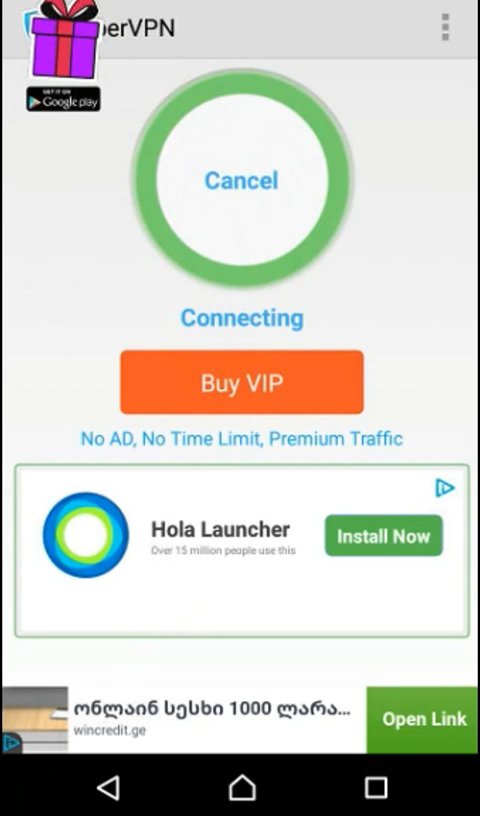 perVPN
GET IT ON
Google play
Cancel
Connecting
Buy VIP
No AD, No Time Limit, Premium Traffic
Hola Launcher
Over 15 million people use this
Install Now
ონლაინ სესხი 1000 ლარა...
wincredit.ge
Open Link